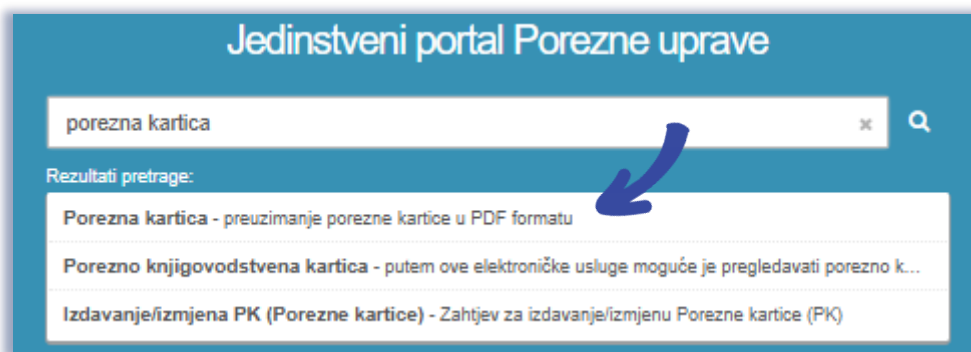 Jedinstveni portal Porezne uprave
porezna kartica
Rezultati pretrage:
Porezna kartica - preuzimanje porezne kartice u PDF formatu
Porezno knjigovodstvena kartica - putem ove elektroničke usluge moguće je pregledavati porezno k...
Izdavanje/izmjena PK (Porezne kartice) - Zahtjev za izdavanje/izmjenu Porezne kartice (PK)